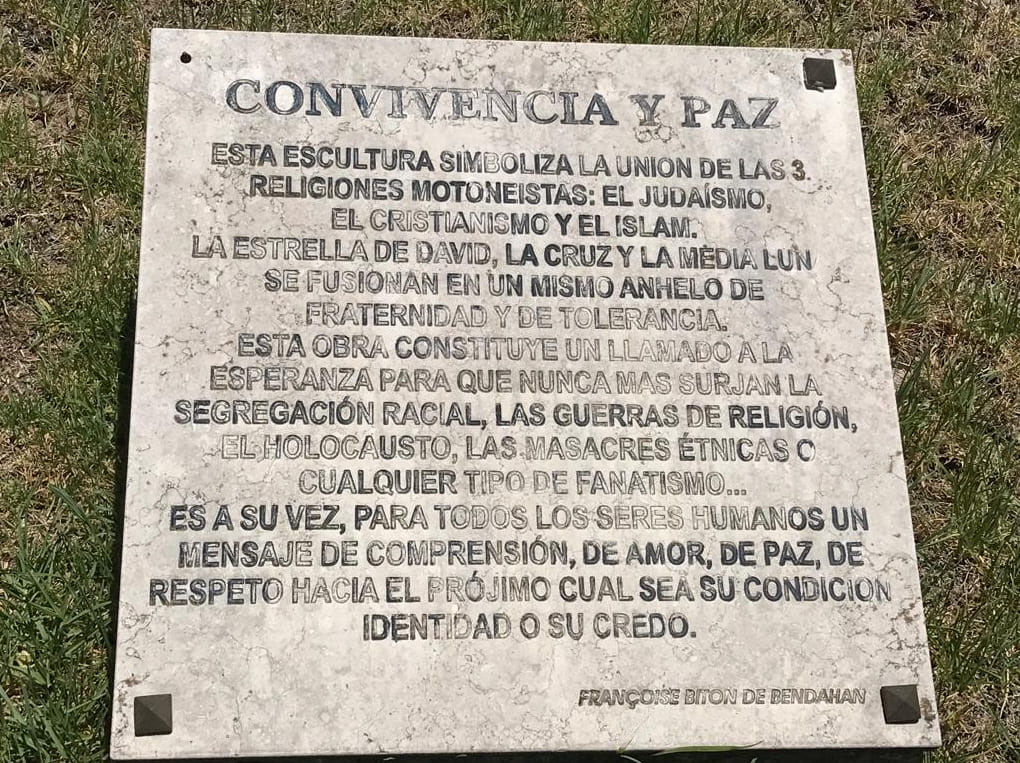 CONVIVENCIA Y PAZ
ESTA ESCULTURA SIMBOLIZA LA UNION DE LAS 3
RELIGIONES MOTONEISTAS: EL JUDAÍSMO,
EL CRISTIANISMO Y EL ISLAM.
LA ESTRELLA DE DAVID, LA CRUZ Y LA MEDIA LUN
SE FUSIONAN EN UN MISMO ANHELO DE
FRATERNIDAD Y DE TOLERANCIA.
ESTA OBRA CONSTITUYE UN LLAMADO A LA
ESPERANZA PARA QUE NUNCA MAS SURJAN LA
SEGREGACIÓN RACIAL, LAS GUERRAS DE RELIGIÓN,
EL HOLOCAUSTO, LAS MASACRES ÉTNICAS O
CUALQUIER TIPO DE FANATISMO...
ES A SU VEZ, PARA TODOS LOS SERES HUMANOS UN
MENSAJE DE COMPRENSIÓN, DE AMOR, DE PAZ, DE
RESPETO HACIA EL PRÓJIMO CUAL SEA SU CONDICION
IDENTIDAD O SU CREDO.
FRANÇOISE BITON DE BENDAHAN